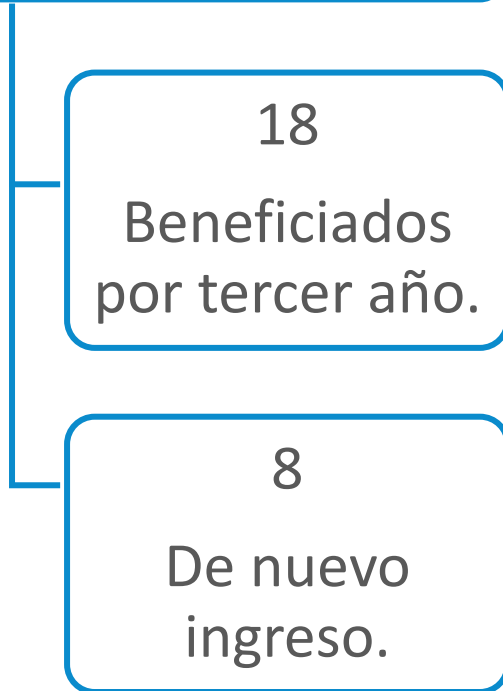 18
Beneficiados
por tercer año.
8
De nuevo
ingreso.